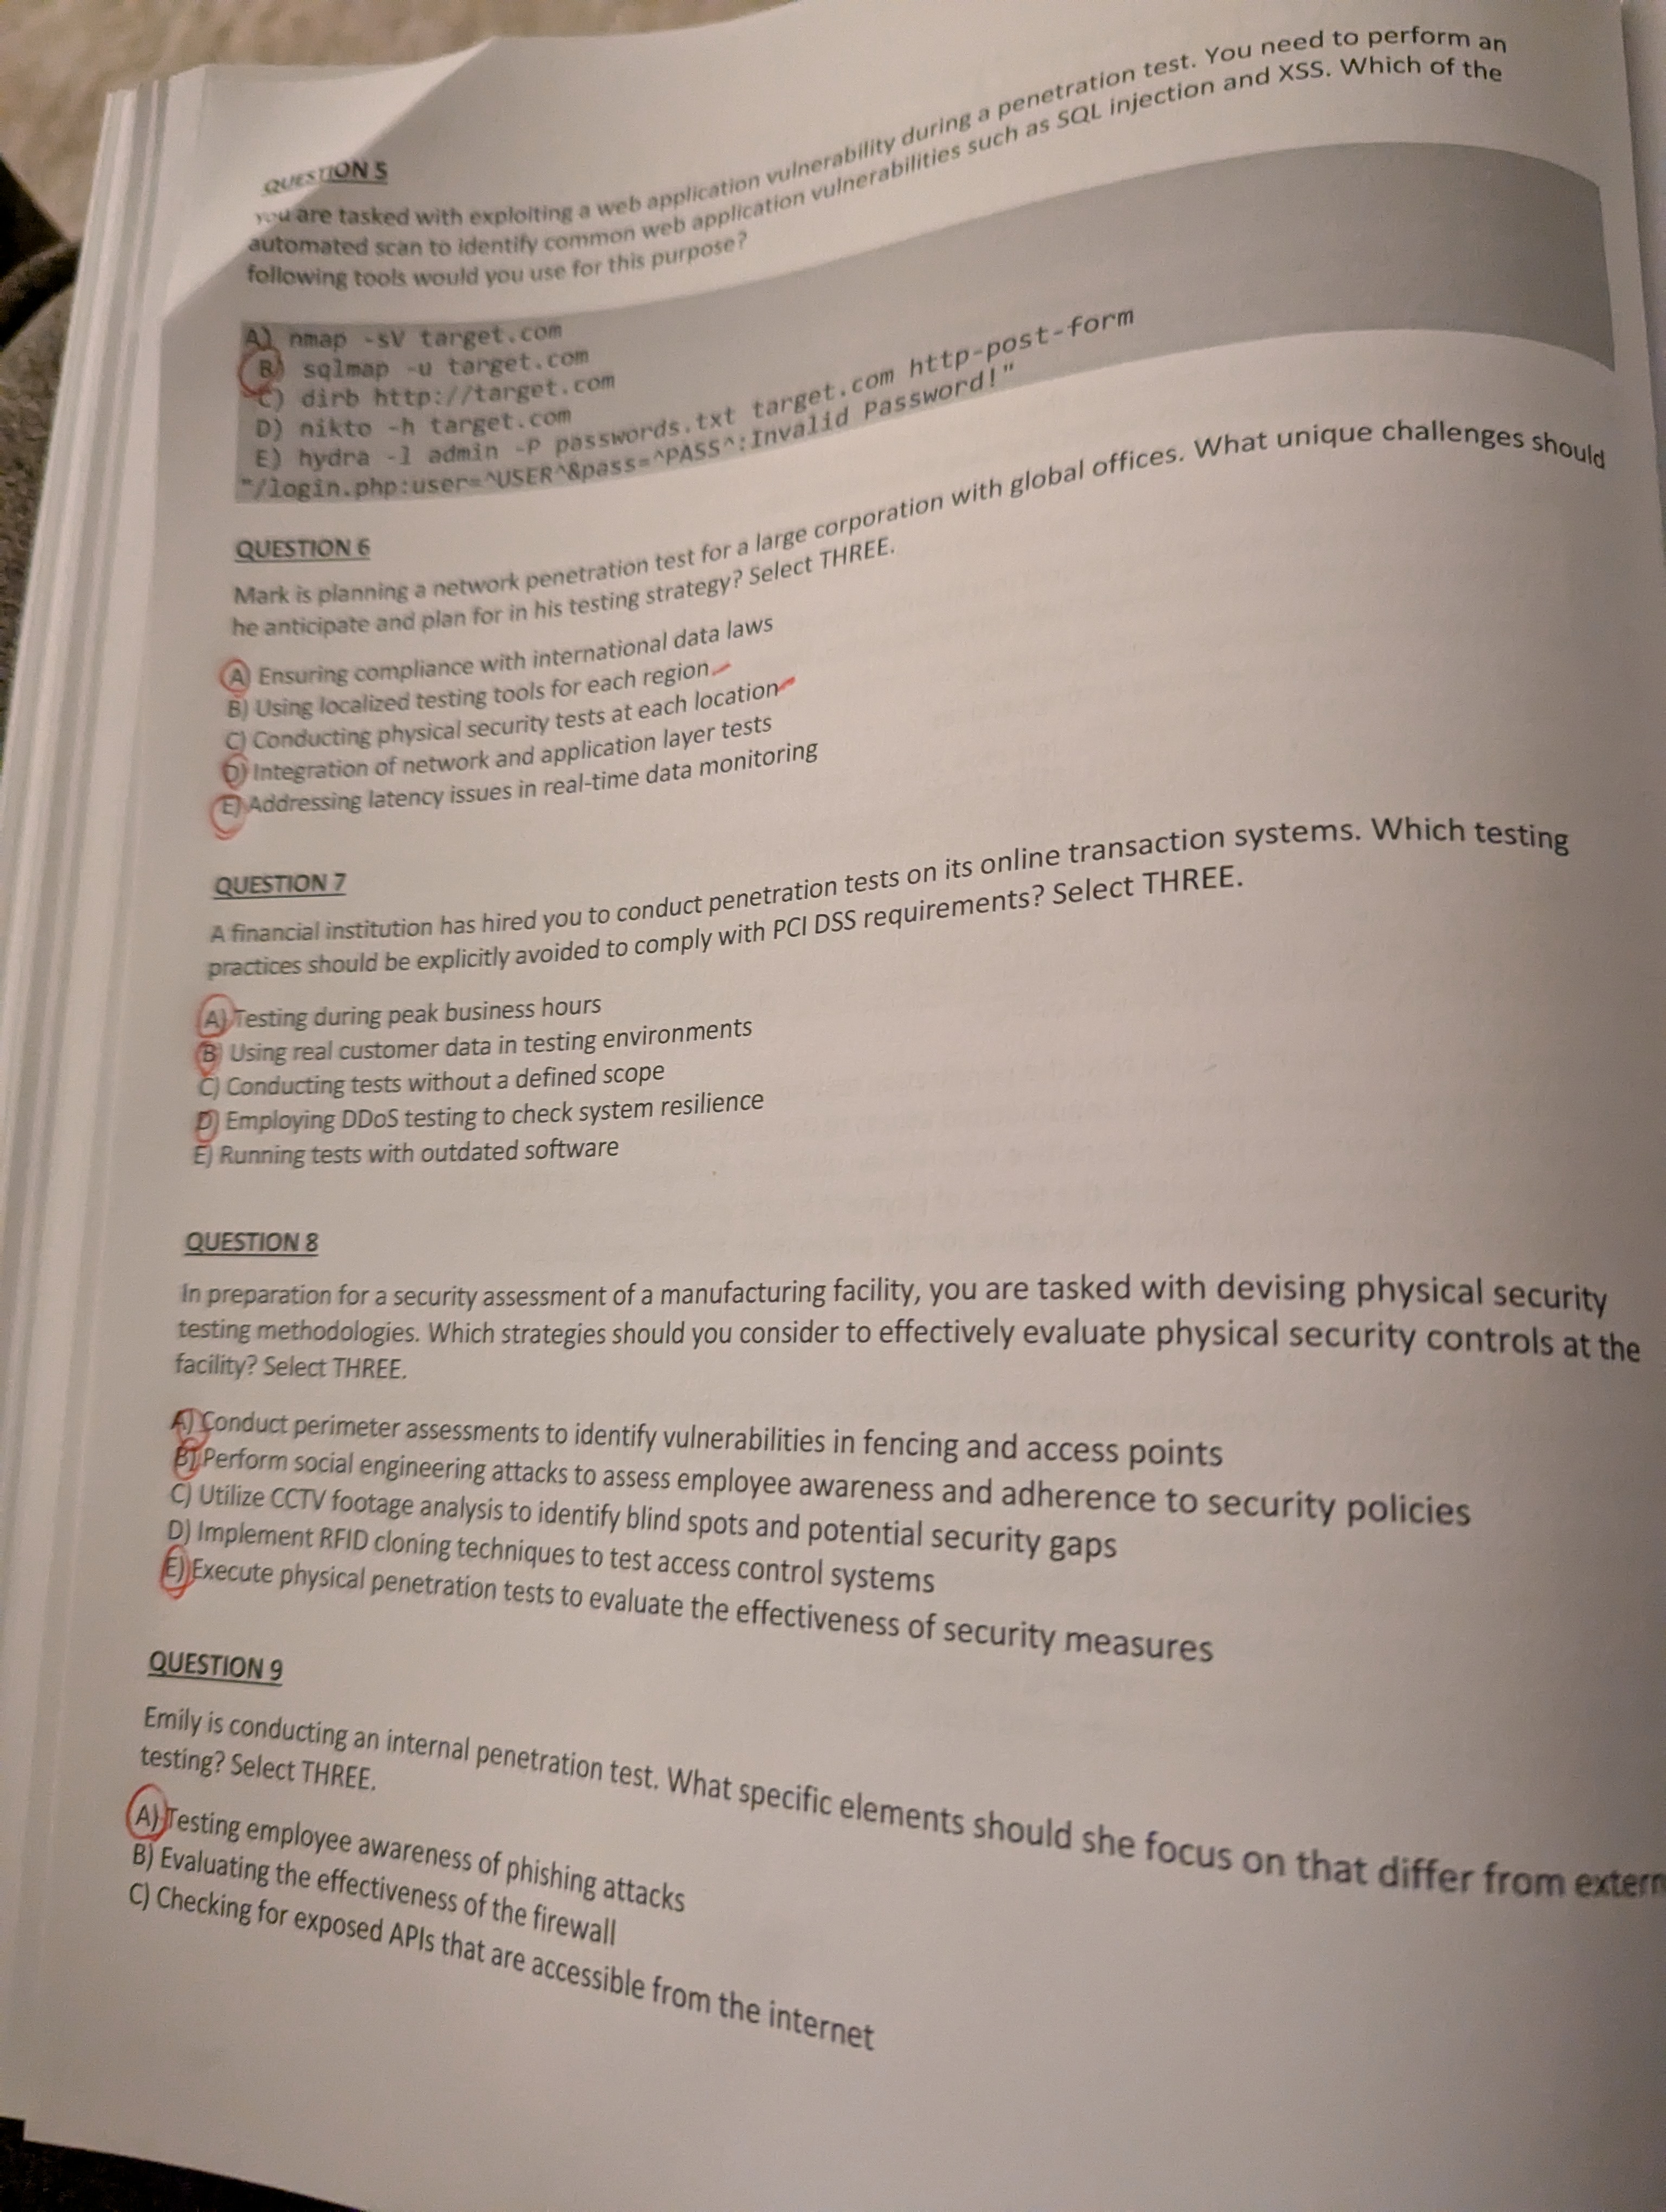 QUESTION 5
You are tasked with exploiting a web application vulnerability during a penetration test. You need to perform an
automated scan to identify common web application vulnerabilities such as SQL injection and XSS. Which of the
following tools would you use for this purpose?
A) nmap -sV target.com
B) sqlmap -u target.com
C) dirb http://target.com
D) nikto -h target.com
E) hydra -l admin -P passwords.txt target.com http-post-form
"/login.php:user=^USER^&pass=^PASS^:Invalid Password!"
QUESTION 6
Mark is planning a network penetration test for a large corporation with global offices. What unique challenges should
he anticipate and plan for in his testing strategy? Select THREE.
A) Ensuring compliance with international data laws
B) Using localized testing tools for each region
C) Conducting physical security tests at each location
D) Integration of network and application layer tests
E) Addressing latency issues in real-time data monitoring
QUESTION 7
A financial institution has hired you to conduct penetration tests on its online transaction systems. Which testing
practices should be explicitly avoided to comply with PCI DSS requirements? Select THREE.
A) Testing during peak business hours
B) Using real customer data in testing environments
C) Conducting tests without a defined scope
D) Employing DDoS testing to check system resilience
E) Running tests with outdated software
QUESTION 8
In preparation for a security assessment of a manufacturing facility, you are tasked with devising physical security
testing methodologies. Which strategies should you consider to effectively evaluate physical security controls at the
facility? Select THREE.
A) Conduct perimeter assessments to identify vulnerabilities in fencing and access points
B) Perform social engineering attacks to assess employee awareness and adherence to security policies
C) Utilize CCTV footage analysis to identify blind spots and potential security gaps
D) Implement RFID cloning techniques to test access control systems
E) Execute physical penetration tests to evaluate the effectiveness of security measures
QUESTION 9
Emily is conducting an internal penetration test. What specific elements should she focus on that differ from extern
testing? Select THREE.
A) Testing employee awareness of phishing attacks
B) Evaluating the effectiveness of the firewall
C) Checking for exposed APIs that are accessible from the internet